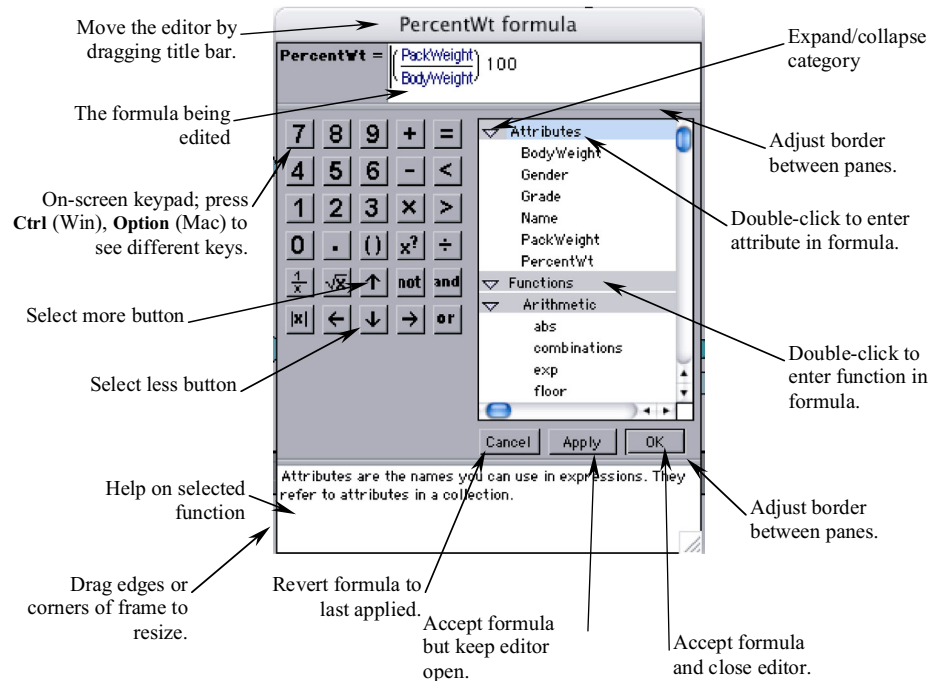 Move the editor by
dragging title bar.
PercentWt formula
Expand/collapse
category
PercentWt = (PackWeight
BodyWeight) 100
The formula being
edited
Adjust border
between panes.
On-screen keypad; press
Ctrl (Win), Option (Mac) to
see different keys.
7 8 9 + =
4 5 6 - <
1 2 3 × >
0 . () x? ÷
1/x √x ↑ not and
|x| ← ↓ → or
Attributes
BodyWeight
Gender
Grade
Name
PackWeight
PercentWt
Functions
Arithmetic
abs
combinations
exp
floor
Double-click to enter
attribute in formula.
Select more button
Select less button
Double-click to
enter function in
formula.
Cancel Apply OK
Attributes are the names you can use in expressions. They
refer to attributes in a collection.
Help on selected
function
Adjust border
between panes.
Drag edges or
corners of frame to
resize.
Revert formula to
last applied.
Accept formula
but keep editor
open.
Accept formula
and close editor.